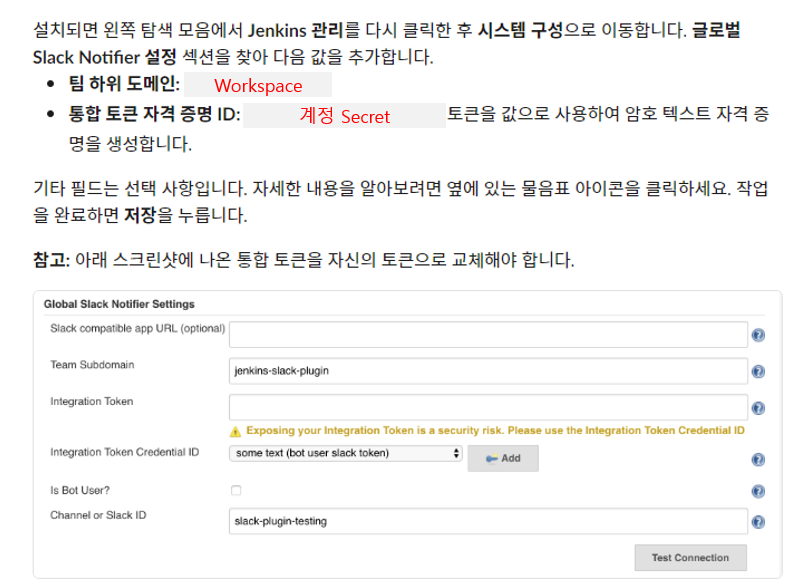 설치되면 왼쪽 탐색 모음에서 Jenkins 관리를 다시 클릭한 후 시스템 구성으로 이동합니다. 글로벌
Slack Notifier 설정 섹션을 찾아 다음 값을 추가합니다.
• 팀 하위 도메인: Workspace
• 통합 토큰 자격 증명 ID: 계정 Secret 토큰을 값으로 사용하여 암호 텍스트 자격 증
명을 생성합니다.
기타 필드는 선택 사항입니다. 자세한 내용을 알아보려면 옆에 있는 물음표 아이콘을 클릭하세요. 작업
을 완료하면 저장을 누릅니다.
참고: 아래 스크린샷에 나온 통합 토큰을 자신의 토큰으로 교체해야 합니다.
Global Slack Notifier Settings
Slack compatible app URL (optional)
Team Subdomain
jenkins-slack-plugin
Integration Token
Exposing your Integration Token is a security risk. Please use the Integration Token Credential ID
Integration Token Credential ID
some text (bot user slack token)
Add
Is Bot User?
Channel or Slack ID
slack-plugin-testing
Test Connection